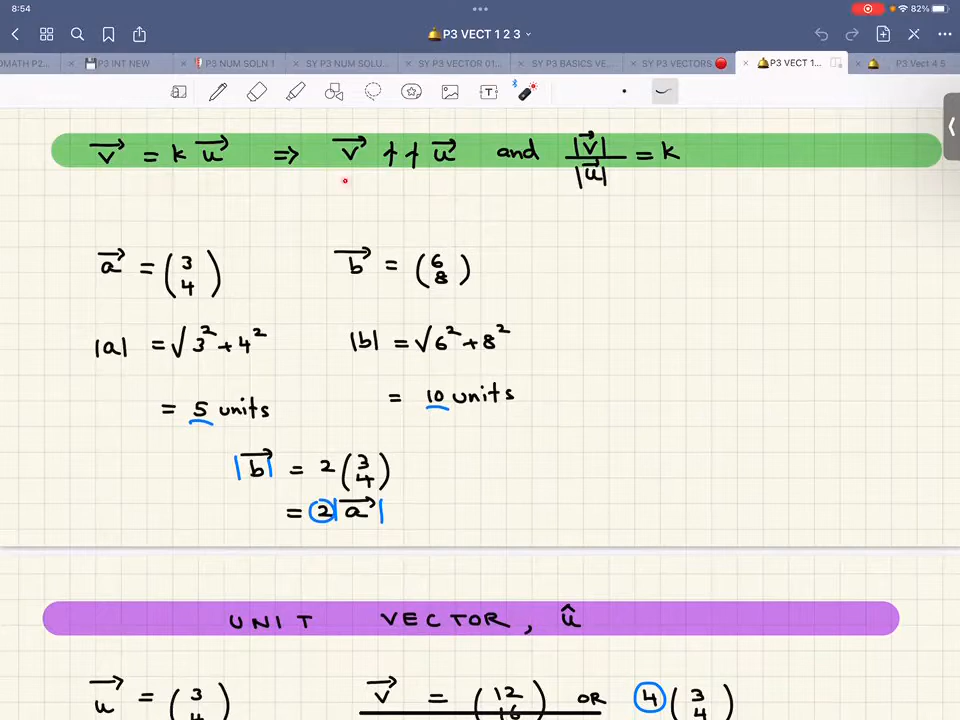 8:54
82%
P3 VECT 1 2 3
OMATH P2... P3 INT NEW P3 NUM SOLN 1 SY P3 NUM SOLU... SY P3 VECTOR 01... SY P3 BASICS VE... SY P3 VECTORS P3 VECT 1... P3 Vect 4 5
v⃗ = k u⃗ ⇒ v⃗ ⫽ u⃗ and |v⃗| / |u⃗| = k
a⃗ = (3 4) b⃗ = (6 8)
|a| = √3² + 4² |b| = √6² + 8²
= 5 units = 10 units
|b⃗| = 2 (3 4)
= 2 |a⃗|
UNIT VECTOR, û
u⃗ = (3 4) v⃗ = (12 16) OR 4 (3 4)